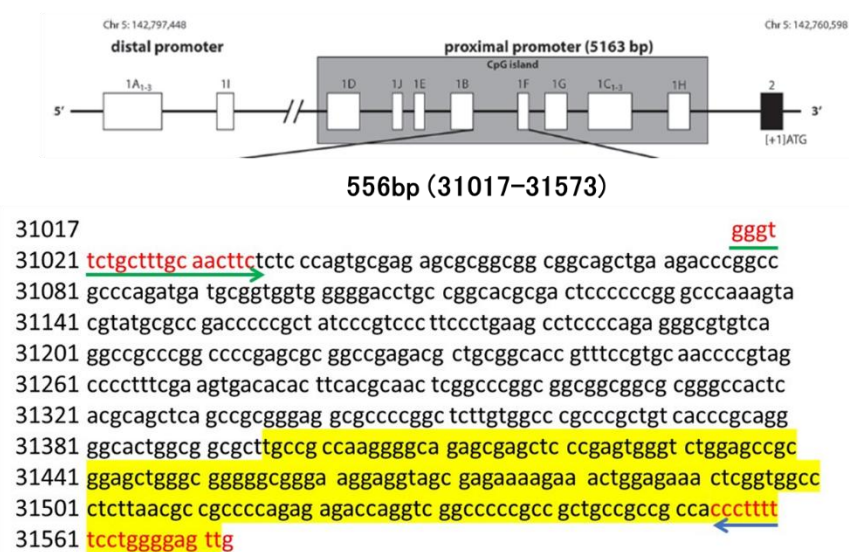 Chr 5: 142,797,448 Chr 5: 142,760,598
distal promoter proximal promoter (5163 bp)
CpG island
1A1-3 1I 1D 1J 1E 1B 1F 1G 1C1-3 1H 2
5′ 3′
[+1]ATG
556bp (31017-31573)
31017 gggt
31021 tctgctttgc aacttctctc ccagtgcgag agcgcggcgg cggcagctga agacccggcc
31081 gcccagatga tgcggtggtg ggggacctgc cggcacgcga ctccccccgg gcccaaagta
31141 cgtatgcgcc gacccccgct atcccgtccc ttccctgaag cctccccaga gggcgtgtca
31201 ggccgcccgg ccccgagcgc ggccgagacg ctgcggcacc gtttccgtgc aaccccgtag
31261 cccctttcga agtgacacac ttcacgcaac tcggcccggc ggcggcggcg cgggccactc
31321 acgcagctca gccgcgggag gcgccccggc tcttgtggcc cgcccgctgt cacccgcagg
31381 ggcactggcg gcgcttgccg ccaaggggca gagcgagctc ccgagtgggt ctggagccgc
31441 ggagctgggc gggggcggga aggaggtagc gagaaaagaa actggagaaa ctcggtggcc
31501 ctcttaacgc cgccccagag agaccaggtc ggcccccgcc gctgccgccg ccaccctttt
31561 tcctggggag ttg